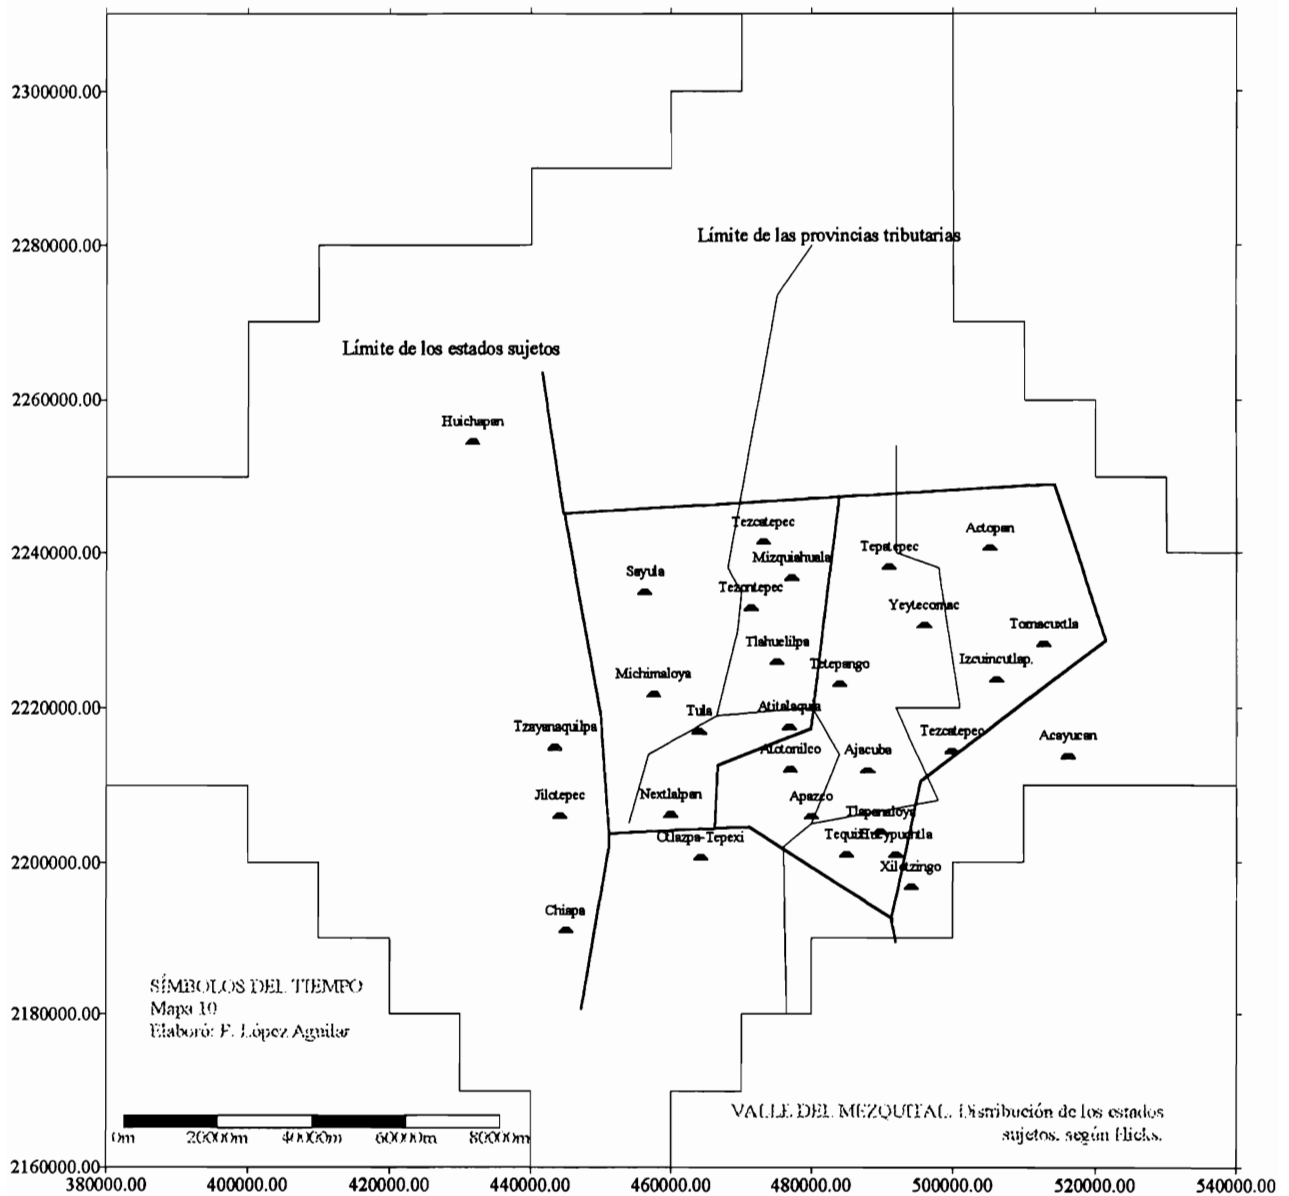 2300000.00
2280000.00
2260000.00
2240000.00
2220000.00
2200000.00
2180000.00
2160000.00
Límite de las provincias tributarias
Límite de los estados sujetos
Huichapan
Tezcatepec
Actopan
Mizquiahuala
Tepatepec
Sayula
Tezontepec
Yeytecomac
Tornacuxtla
Tlahuelilpa
Izcuincutlap.
Tetepango
Michimaloya
Tula
Atitalaquia
Tzayanaquilpa
Tezcatepec
Acayucan
Atotonilco
Ajacuba
Jilotepec
Nextlalpan
Apazco
Tlapanaloya
Otlazpa-Tepexi
Hueypuxtla
Xilotzingo
Chiapa
SÍMBOLOS DEL TIEMPO
Mapa 10
Elaboró: F. López Aguilar
VALLE DEL MEZQUITAL. Distribución de los estados
sujetos, según Hicks.
0m 20000m 40000m 60000m 80000m
380000.00 400000.00 420000.00 440000.00 460000.00 480000.00 500000.00 520000.00 540000.00